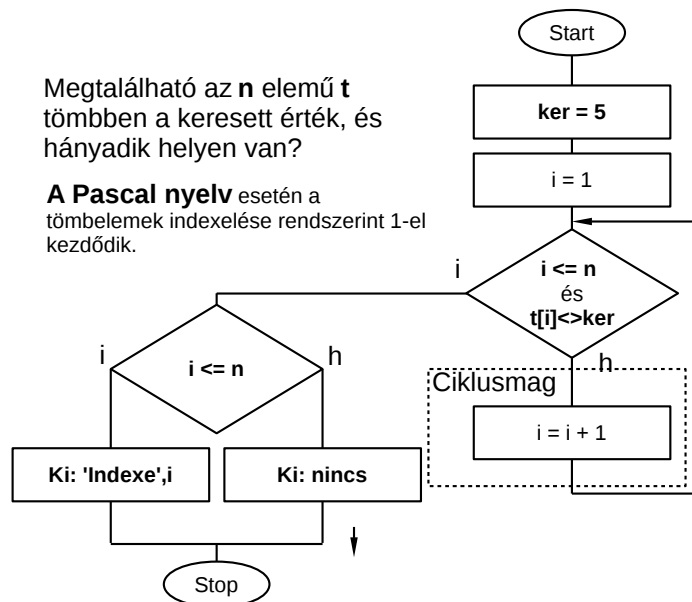 Start
Megtalálható az n elemű t
tömbben a keresett érték, és
hányadik helyen van?
ker = 5
A Pascal nyelv esetén a
tömbelemek indexelése rendszerint 1-el
kezdődik.
i = 1
i <= n
és
t[i]<>ker
i
h
i <= n
i
h
Ciklusmag
i = i + 1
Ki: 'Indexe',i
Ki: nincs
Stop